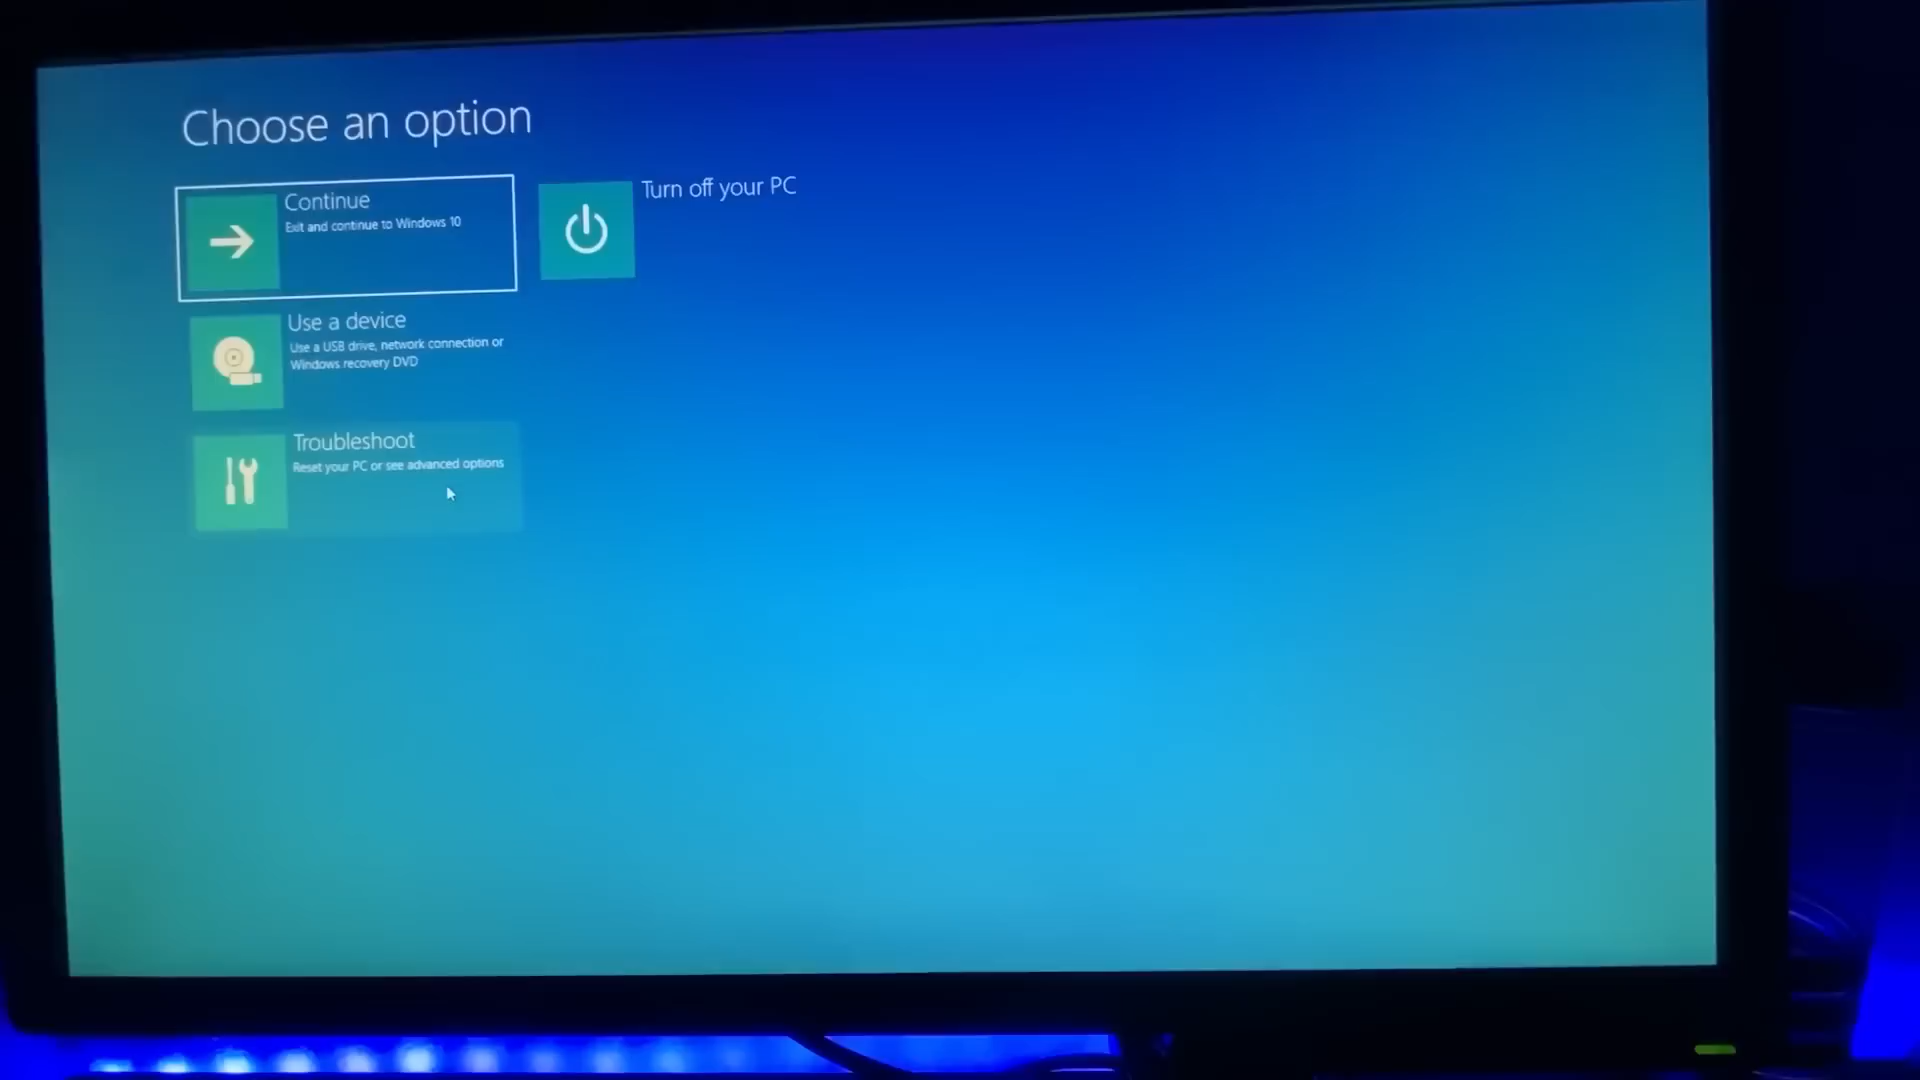 Choose an option
Continue
Exit and continue to Windows 10
Turn off your PC
Use a device
Use a USB drive, network connection or
Windows recovery DVD
Troubleshoot
Reset your PC or see advanced options